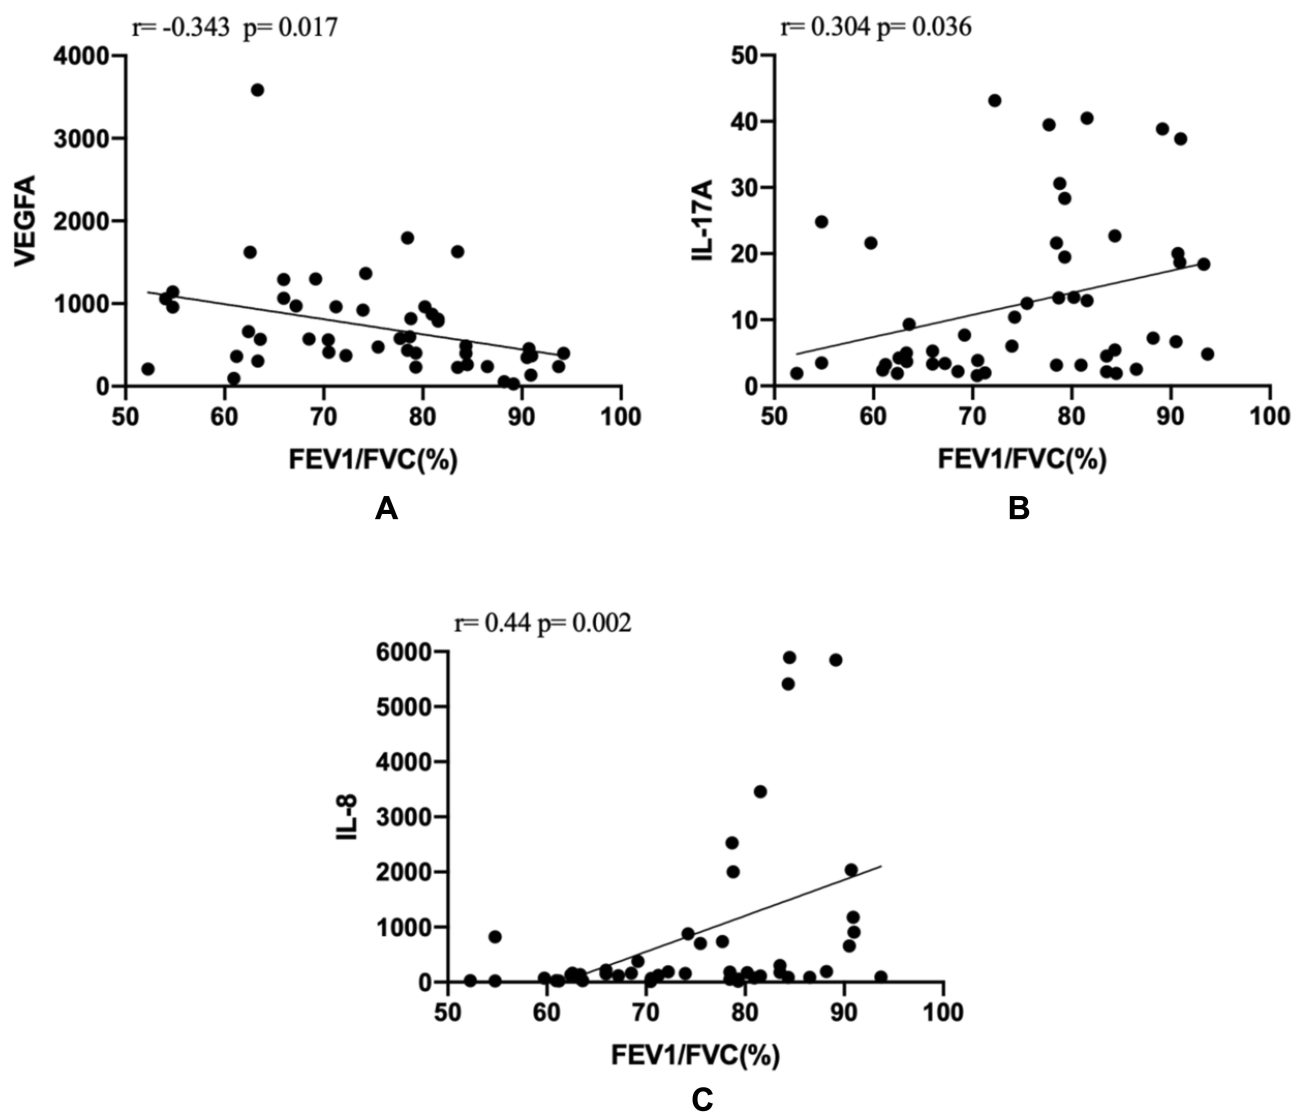 r= -0.343 p= 0.017
4000
3000
2000
1000
0
VEGFA
50 60 70 80 90 100
FEV1/FVC(%)
A
r= 0.304 p= 0.036
50
40
30
20
10
0
IL-17A
50 60 70 80 90 100
FEV1/FVC(%)
B
r= 0.44 p= 0.002
6000
5000
4000
3000
2000
1000
0
IL-8
50 60 70 80 90 100
FEV1/FVC(%)
C